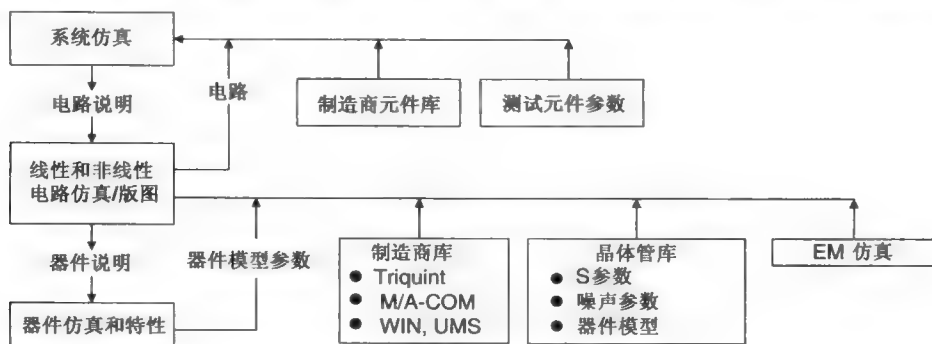 系统仿真
电路说明
电路
制造商元件库
测试元件参数
线性和非线性
电路仿真/版图
器件说明
器件模型参数
制造商库
● Triquint
● M/A-COM
● WIN, UMS
晶体管库
● S参数
● 噪声参数
● 器件模型
EM 仿真
器件仿真和特性